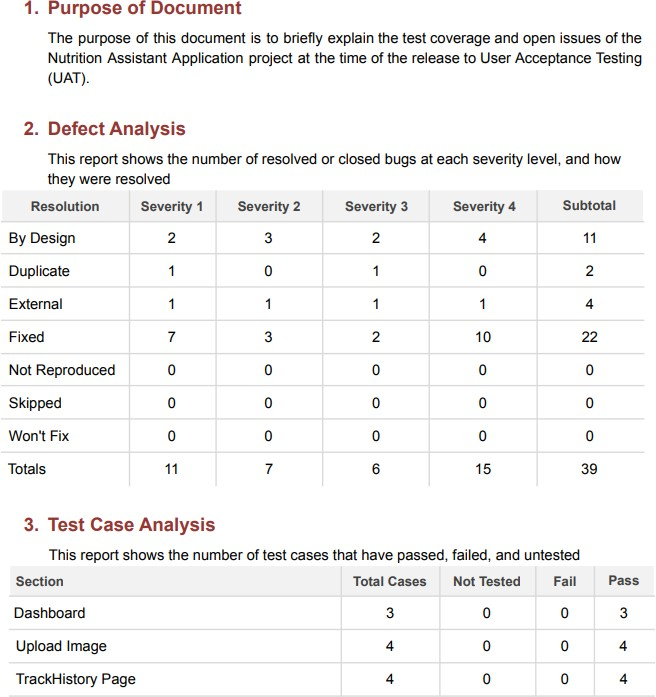 1. Purpose of Document
The purpose of this document is to briefly explain the test coverage and open issues of the
Nutrition Assistant Application project at the time of the release to User Acceptance Testing
(UAT).
2. Defect Analysis
This report shows the number of resolved or closed bugs at each severity level, and how
they were resolved
Resolution Severity 1 Severity 2 Severity 3 Severity 4 Subtotal
By Design 2 3 2 4 11
Duplicate 1 0 1 0 2
External 1 1 1 1 4
Fixed 7 3 2 10 22
Not Reproduced 0 0 0 0 0
Skipped 0 0 0 0 0
Won't Fix 0 0 0 0 0
Totals 11 7 6 15 39
3. Test Case Analysis
This report shows the number of test cases that have passed, failed, and untested
Section Total Cases Not Tested Fail Pass
Dashboard 3 0 0 3
Upload Image 4 0 0 4
TrackHistory Page 4 0 0 4